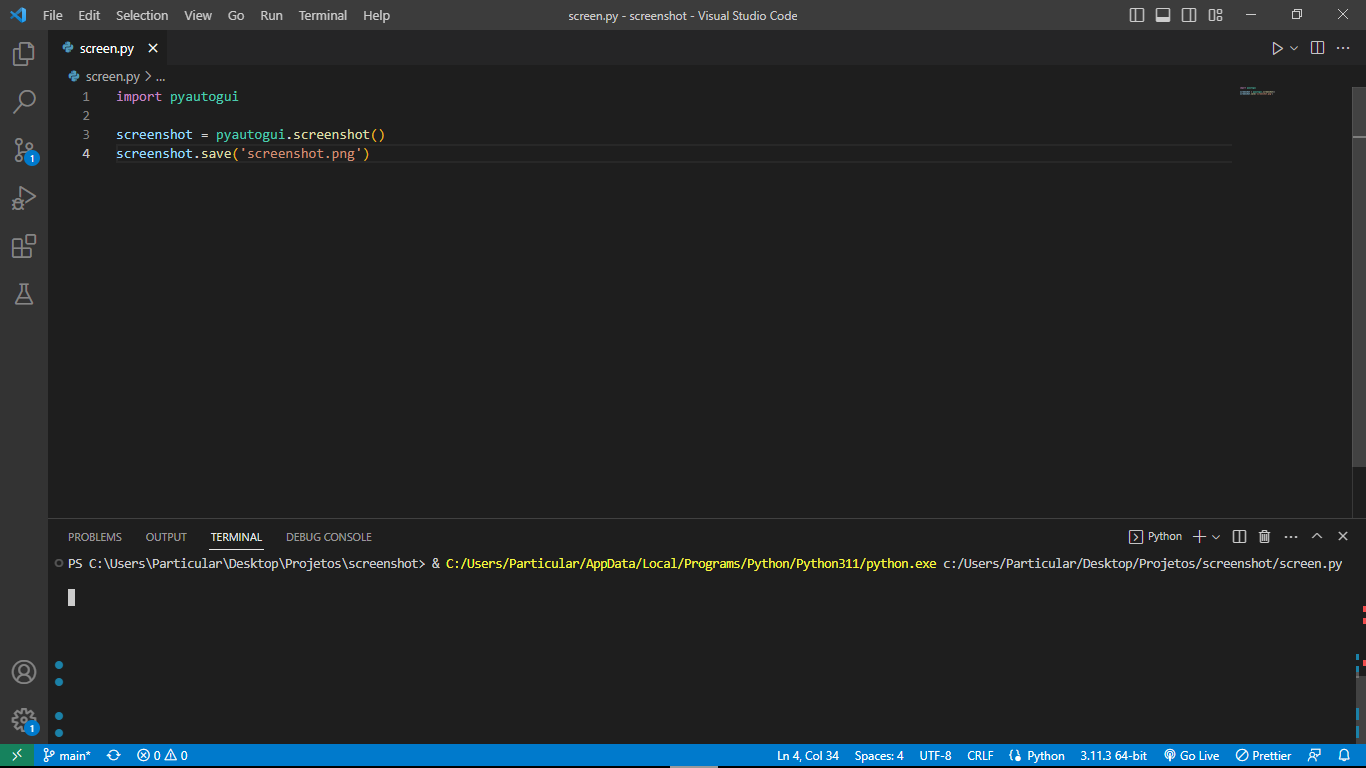 File Edit Selection View Go Run Terminal Help screen.py - screenshot - Visual Studio Code
screen.py
screen.py > ...
1 import pyautogui
2
3 screenshot = pyautogui.screenshot()
4 screenshot.save('screenshot.png')
PROBLEMS OUTPUT TERMINAL DEBUG CONSOLE Python
PS C:\Users\Particular\Desktop\Projetos\screenshot> & C:/Users/Particular/AppData/Local/Programs/Python/Python311/python.exe c:/Users/Particular/Desktop/Projetos/screenshot/screen.py
1
1
main* 0 0 Ln 4, Col 34 Spaces: 4 UTF-8 CRLF Python 3.11.3 64-bit Go Live Prettier